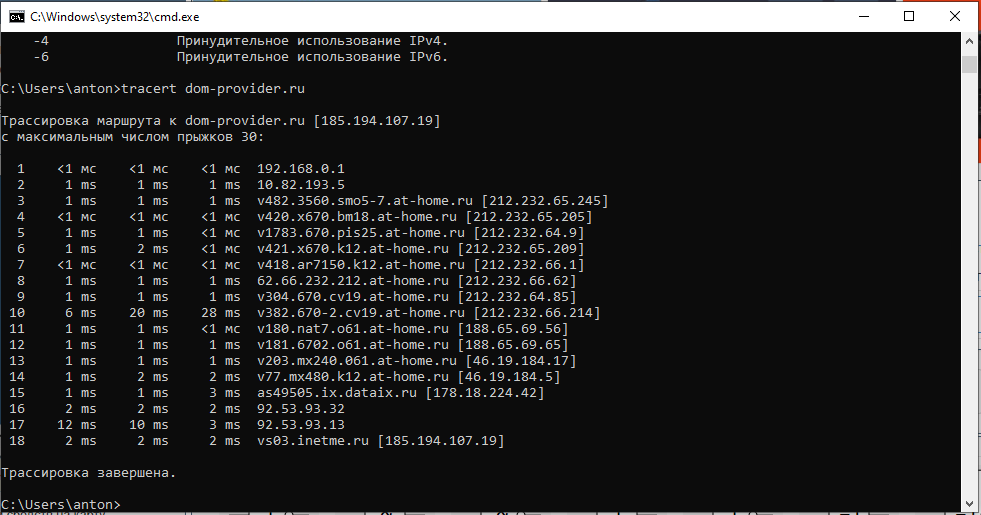 C:\Windows\system32\cmd.exe
-4 Принудительное использование IPv4.
-6 Принудительное использование IPv6.
C:\Users\anton>tracert dom-provider.ru
Трассировка маршрута к dom-provider.ru [185.194.107.19]
с максимальным числом прыжков 30:
1 <1 мс <1 мс <1 мс 192.168.0.1
2 1 ms 1 ms 1 ms 10.82.193.5
3 1 ms 1 ms 1 ms v482.3560.smo5-7.at-home.ru [212.232.65.245]
4 <1 мс <1 мс <1 мс v420.x670.bm18.at-home.ru [212.232.65.205]
5 1 ms 1 ms <1 мс v1783.670.pis25.at-home.ru [212.232.64.9]
6 1 ms 2 ms <1 мс v421.x670.k12.at-home.ru [212.232.65.209]
7 <1 мс <1 мс <1 мс v418.ar7150.k12.at-home.ru [212.232.66.1]
8 1 ms 1 ms 1 ms 62.66.232.212.at-home.ru [212.232.66.62]
9 1 ms 1 ms 1 ms v304.670.cv19.at-home.ru [212.232.64.85]
10 6 ms 20 ms 28 ms v382.670-2.cv19.at-home.ru [212.232.66.214]
11 1 ms 1 ms <1 мс v180.nat7.o61.at-home.ru [188.65.69.56]
12 1 ms 1 ms 1 ms v181.6702.o61.at-home.ru [188.65.69.65]
13 1 ms 1 ms 1 ms v203.mx240.061.at-home.ru [46.19.184.17]
14 1 ms 2 ms 2 ms v77.mx480.k12.at-home.ru [46.19.184.5]
15 1 ms 1 ms 3 ms as49505.ix.dataix.ru [178.18.224.42]
16 2 ms 2 ms 2 ms 92.53.93.32
17 12 ms 10 ms 3 ms 92.53.93.13
18 2 ms 2 ms 2 ms vs03.inetme.ru [185.194.107.19]
Трассировка завершена.
C:\Users\anton>